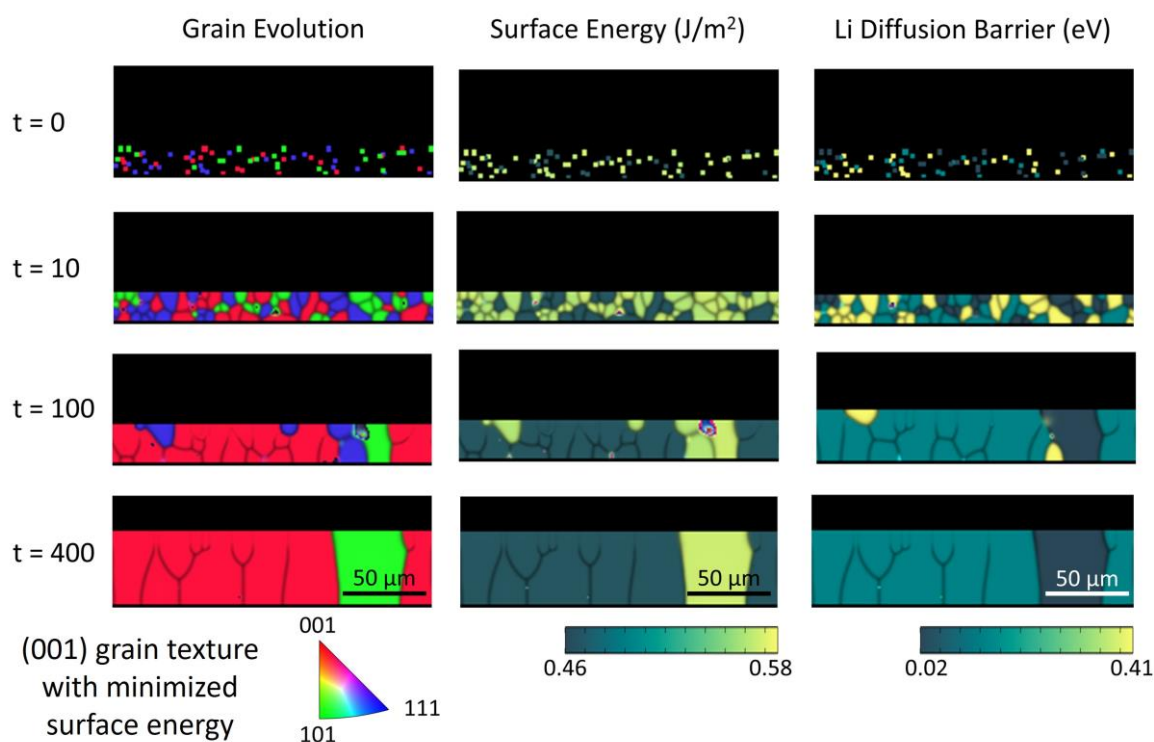 Grain Evolution
Surface Energy (J/m²)
Li Diffusion Barrier (eV)
t = 0
t = 10
t = 100
t = 400
50 µm
50 µm
50 µm
(001) grain texture
with minimized
surface energy
001
111
101
0.46
0.58
0.02
0.41